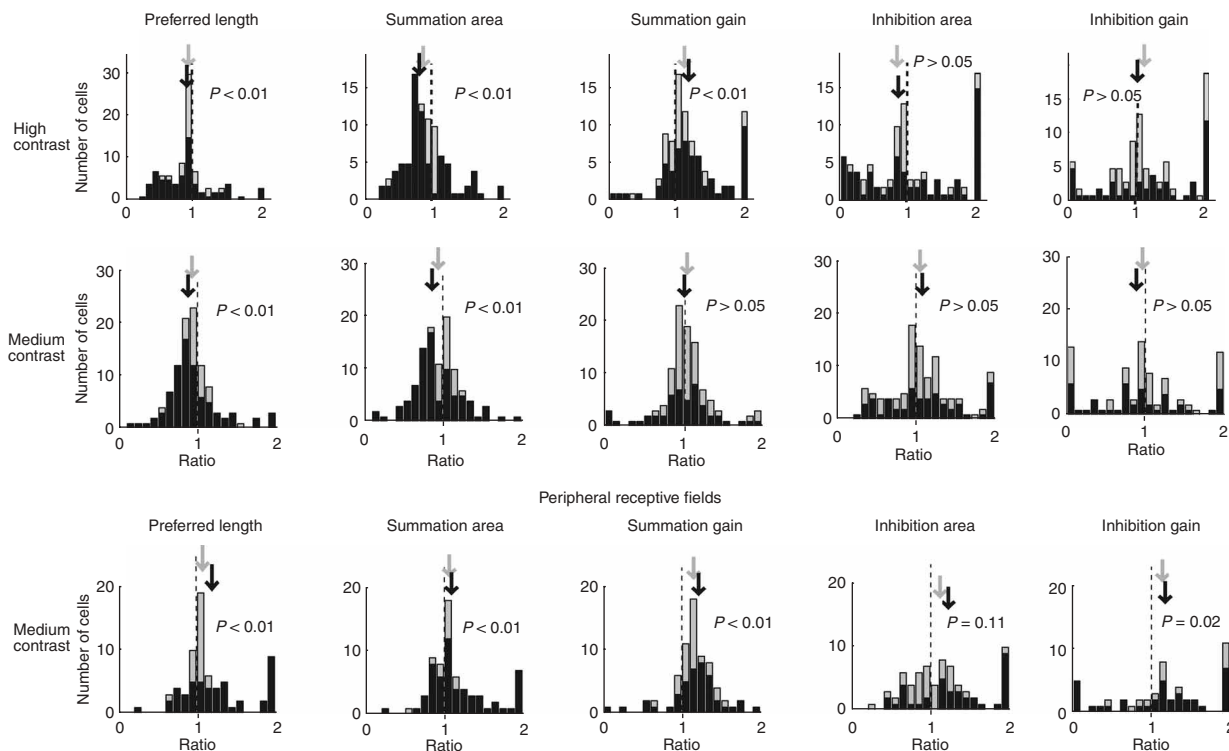 Preferred length
Summation area
Summation gain
Inhibition area
Inhibition gain
High contrast
Number of cells
30
20
10
0
P < 0.01
0 1 2
15
10
5
0
P < 0.01
0 1 2
15
10
5
0
P < 0.01
0 1 2
15
10
5
0
P > 0.05
0 1 2
20
15
10
5
0
P > 0.05
0 1 2
Medium contrast
Number of cells
30
20
10
0
P < 0.01
0 1 2
Ratio
30
20
10
0
P < 0.01
0 1 2
Ratio
30
20
10
0
P > 0.05
0 1 2
Ratio
30
20
10
0
P > 0.05
0 1 2
Ratio
30
20
10
0
P > 0.05
0 1 2
Ratio
Peripheral receptive fields
Preferred length
Summation area
Summation gain
Inhibition area
Inhibition gain
Medium contrast
Number of cells
20
10
0
P < 0.01
0 1 2
Ratio
20
10
0
P < 0.01
0 1 2
Ratio
20
10
0
P < 0.01
0 1 2
Ratio
20
10
0
P = 0.11
0 1 2
Ratio
20
10
0
P = 0.02
0 1 2
Ratio